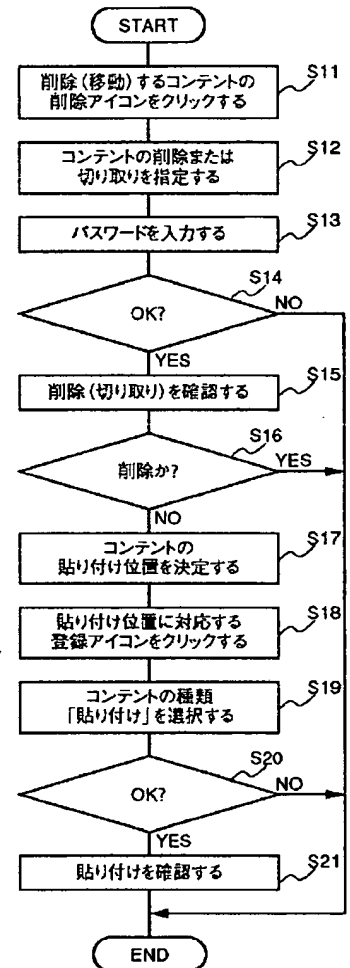 START
削除(移動)するコンテントの
削除アイコンをクリックする
S11
コンテントの削除または
切り取りを指定する
S12
パスワードを入力する
S13
OK?
S14
NO
YES
削除(切り取り)を確認する
S15
削除か?
S16
YES
NO
コンテントの
貼り付け位置を決定する
S17
貼り付け位置に対応する
登録アイコンをクリックする
S18
コンテントの種類
「貼り付け」を選択する
S19
OK?
S20
NO
YES
貼り付けを確認する
S21
END